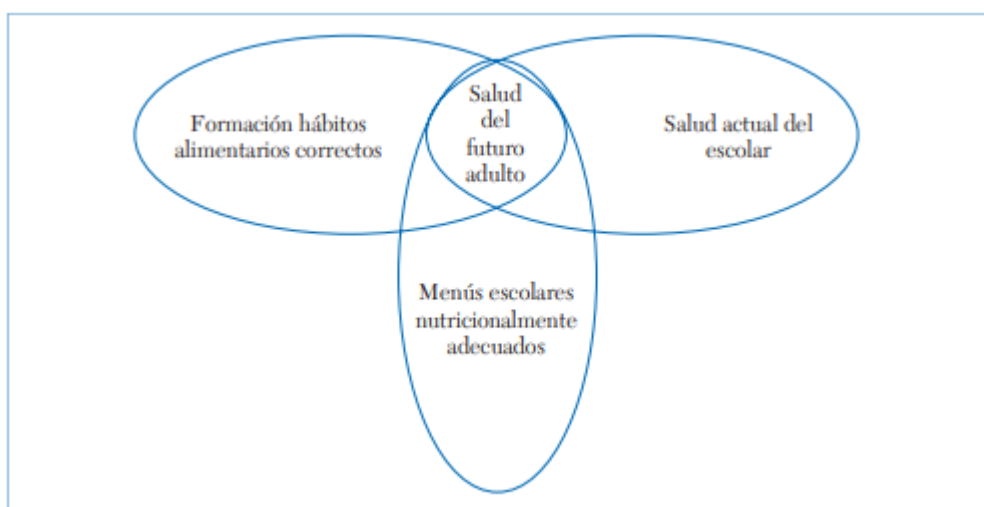 Formación hábitos
alimentarios correctos
Salud
del
futuro
adulto
Salud actual del
escolar
Menús escolares
nutricionalmente
adecuados